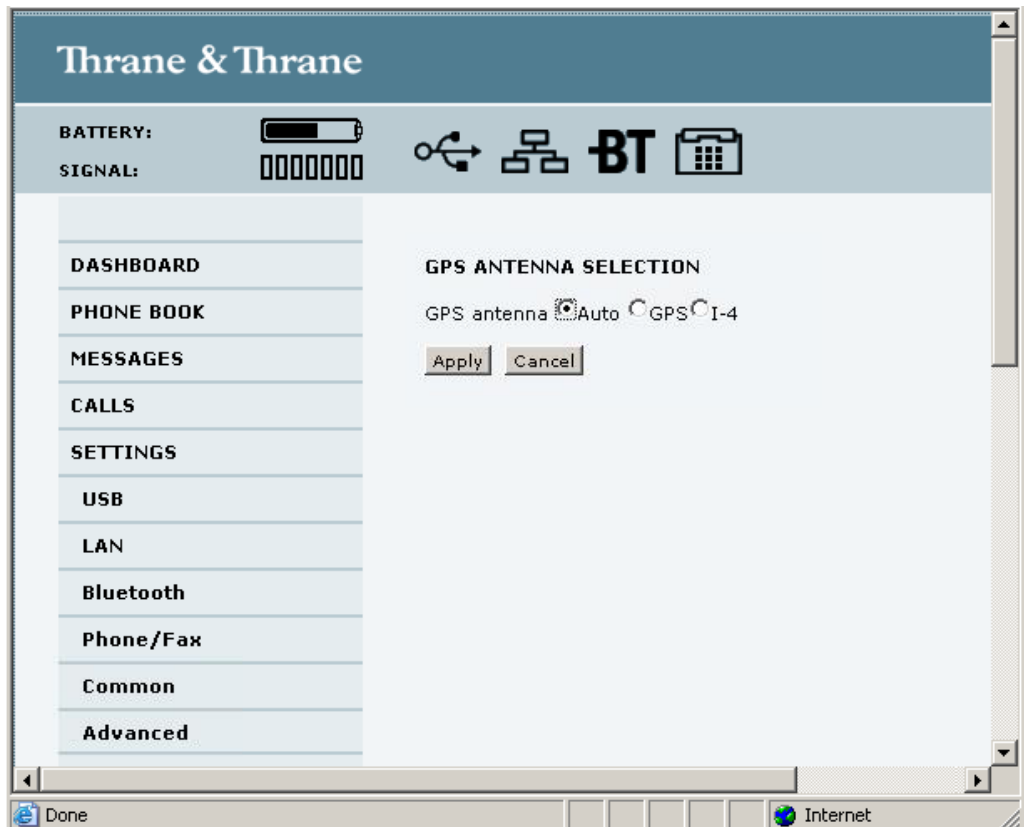 Thrane & Thrane
BATTERY:
SIGNAL:
BT
DASHBOARD
PHONE BOOK
MESSAGES
CALLS
SETTINGS
USB
LAN
Bluetooth
Phone/Fax
Common
Advanced
GPS ANTENNA SELECTION
GPS antenna Auto GPS I-4
Apply Cancel
Done Internet